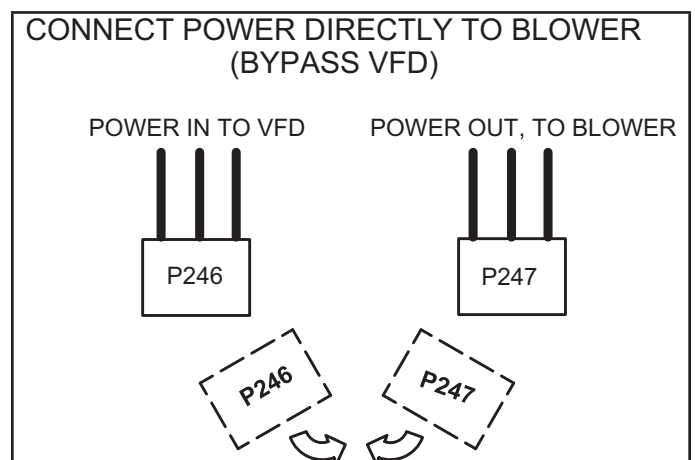 CONNECT POWER DIRECTLY TO BLOWER
(BYPASS VFD)
POWER IN TO VFD
POWER OUT, TO BLOWER
P246
P247
P246
P247